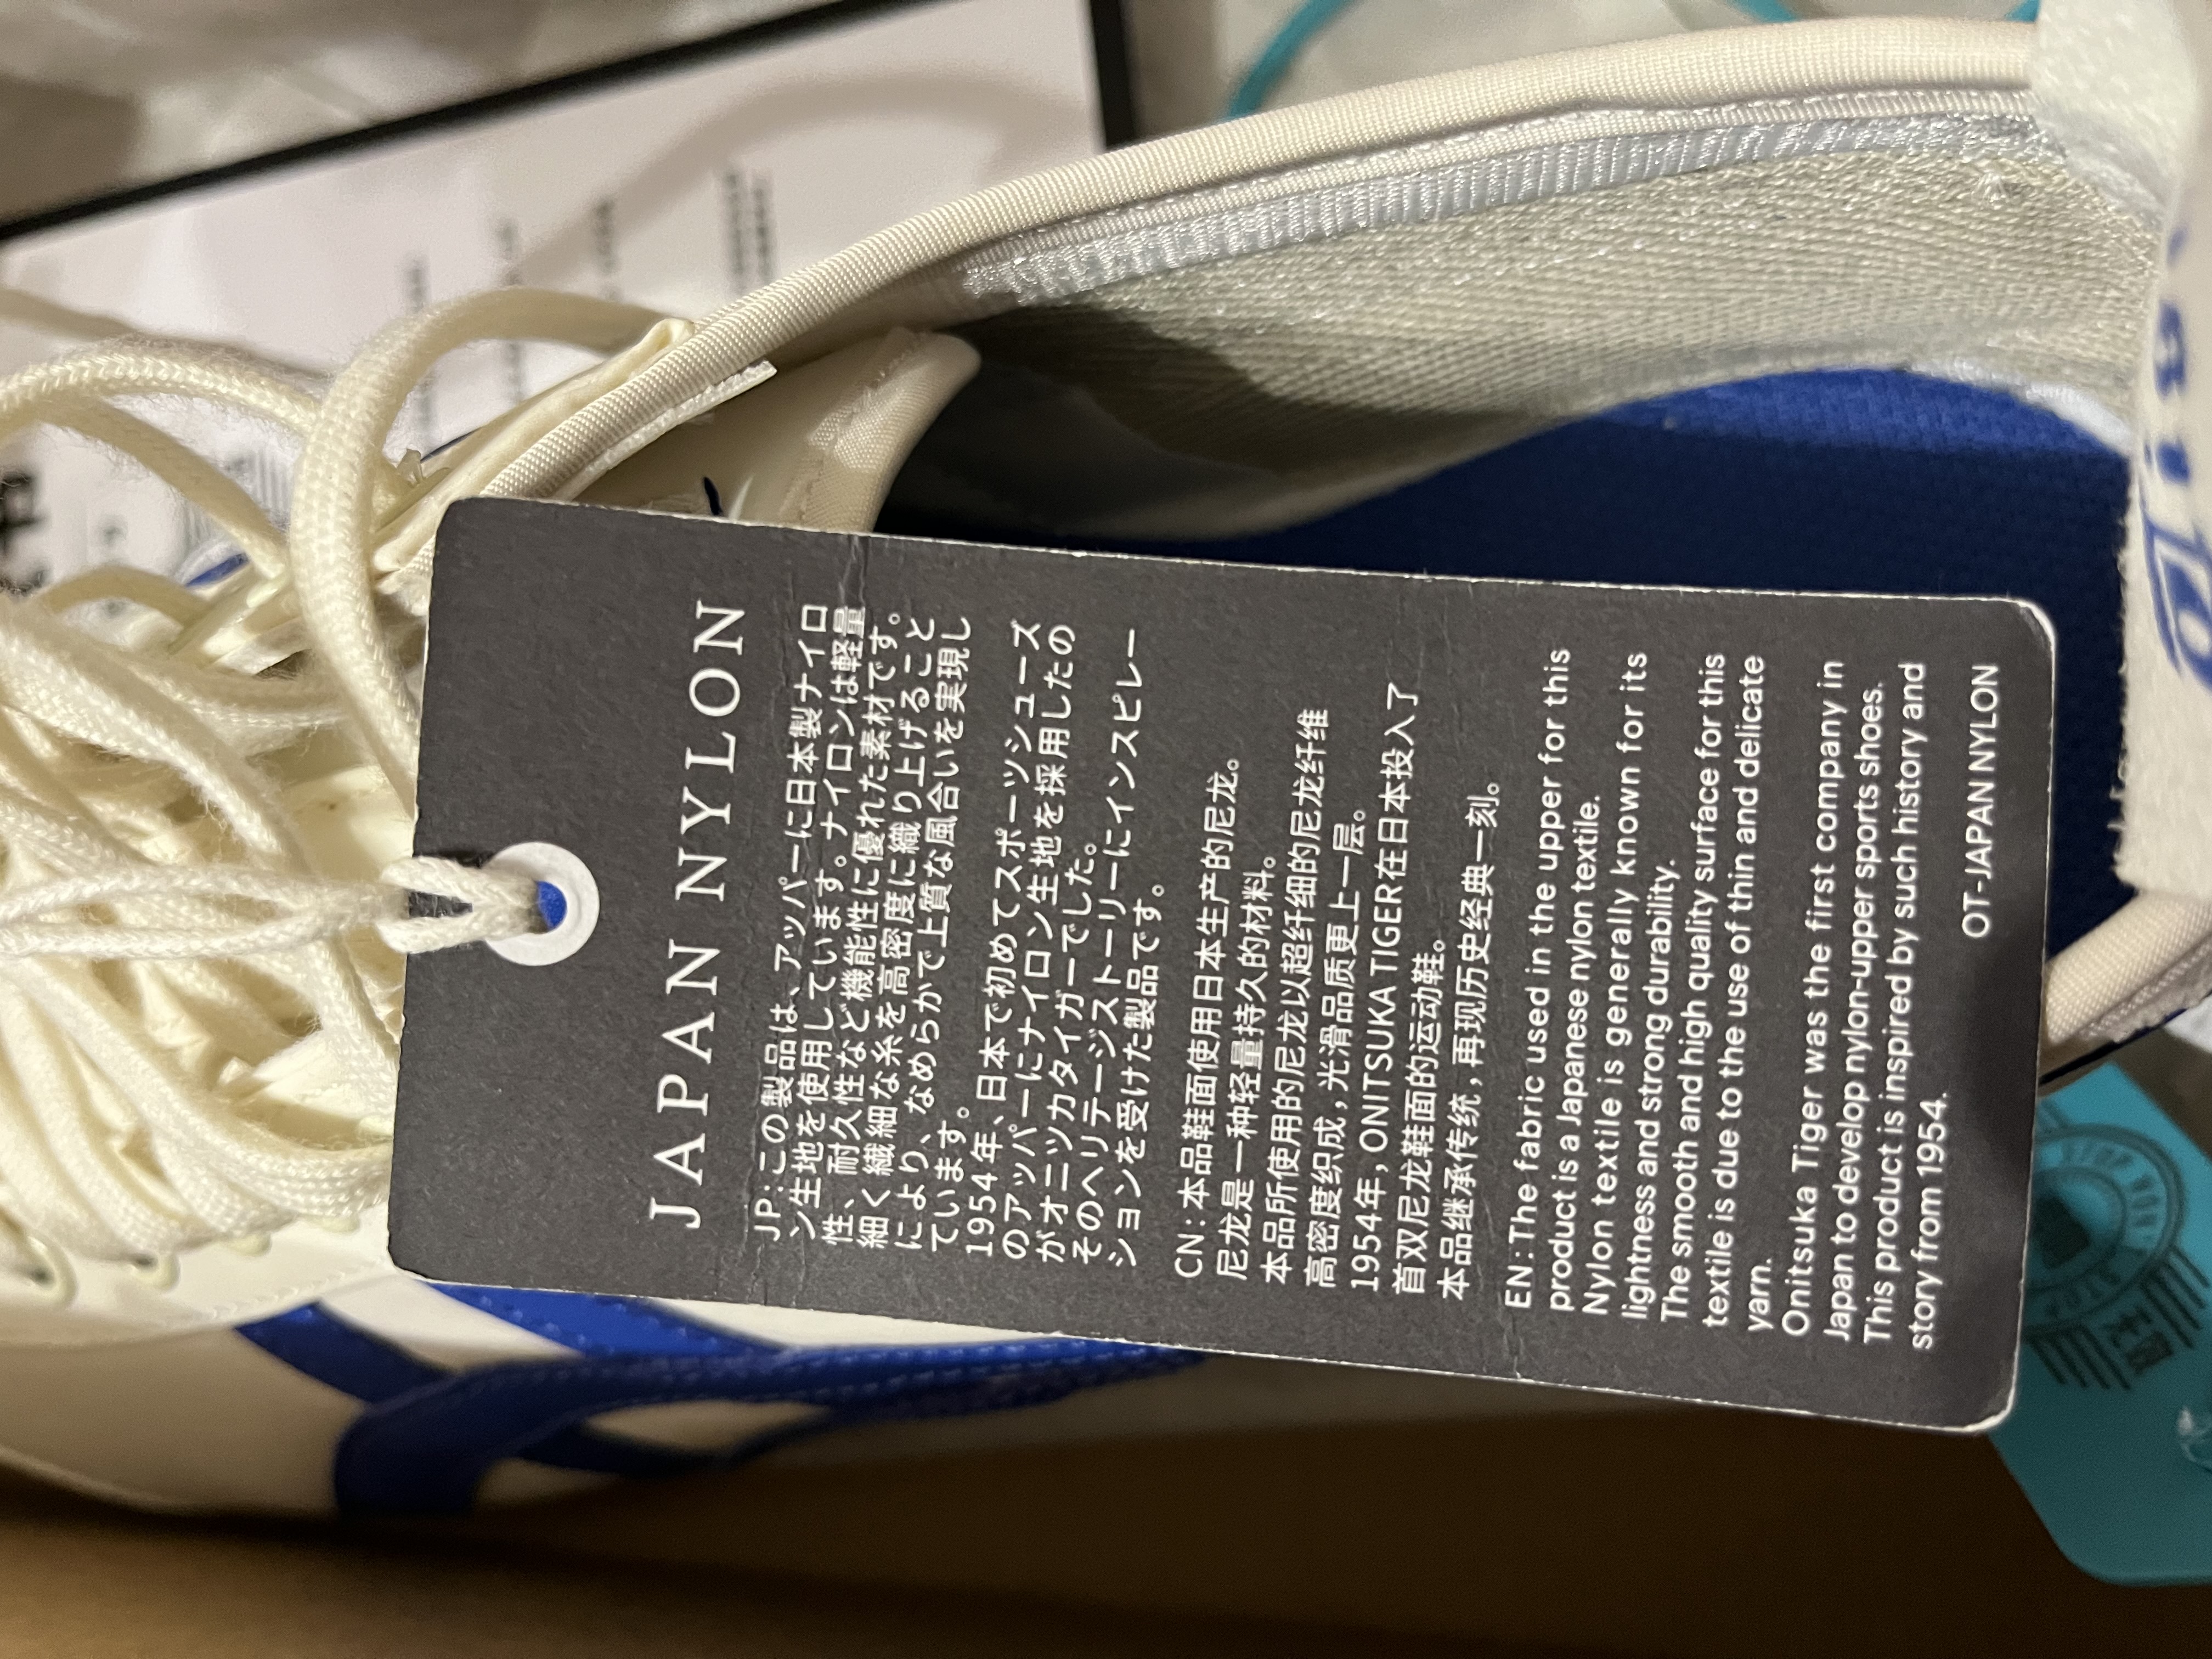 JAPAN NYLON
JP：この製品は、アッパーに日本製ナイロ
ン生地を使用しています。ナイロンは軽量
性、耐久性など機能性に優れた素材です。
細く繊細な糸を高密度に織り上げること
により、なめらかで上質な風合いを実現し
ています。
1954年、日本で初めてスポーツシューズ
のアッパーにナイロン生地を採用したの
がオニツカタイガーでした。
そのヘリテージストーリーにインスピレー
ションを受けた製品です。
CN：本品鞋面使用日本生产的尼龙。
尼龙是一种轻量持久的材料。
本品所使用的尼龙以超纤细的尼龙纤维
高密度织成，光滑品质更上一层。
1954年，ONITSUKA TIGER在日本投入了
首双尼龙鞋面的运动鞋。
本品继承传统，再现历史经典一刻。
EN：The fabric used in the upper for this
product is a Japanese nylon textile.
Nylon textile is generally known for its
lightness and strong durability.
The smooth and high quality surface for this
textile is due to the use of thin and delicate
yarn.
Onitsuka Tiger was the first company in
Japan to develop nylon-upper sports shoes.
This product is inspired by such history and
story from 1954.
OT-JAPAN NYLON